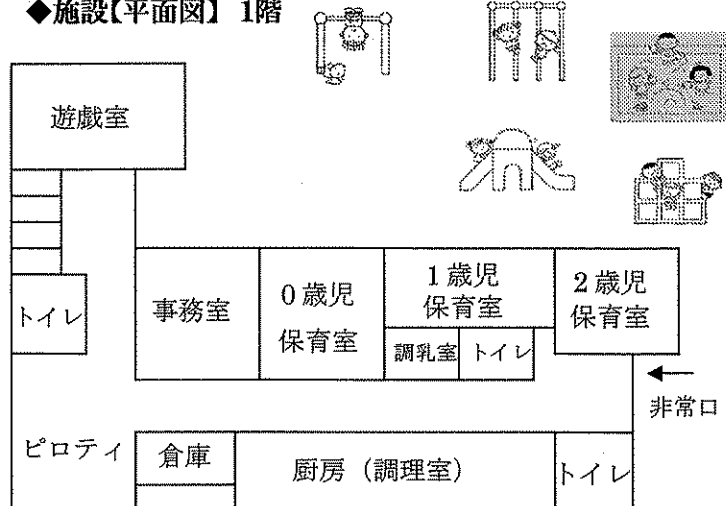 ◆施設【平面図】 1階
遊戯室
トイレ
事務室
0歳児
保育室
1歳児
保育室
調乳室
トイレ
2歳児
保育室
非常口
ピロティ
倉庫
厨房（調理室）
トイレ